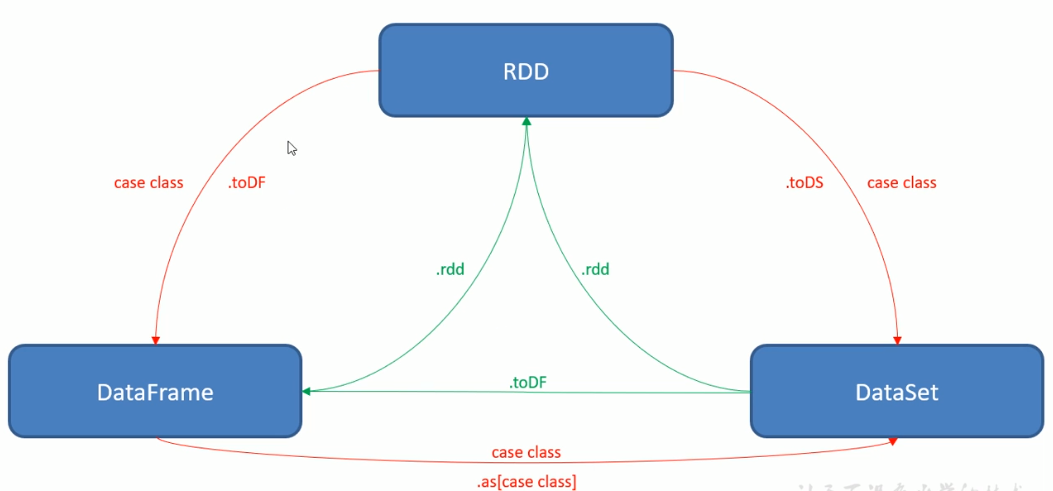 RDD
case class
.toDF
.toDS
case class
.rdd
.rdd
DataFrame
.toDF
DataSet
case class
.as[case class]